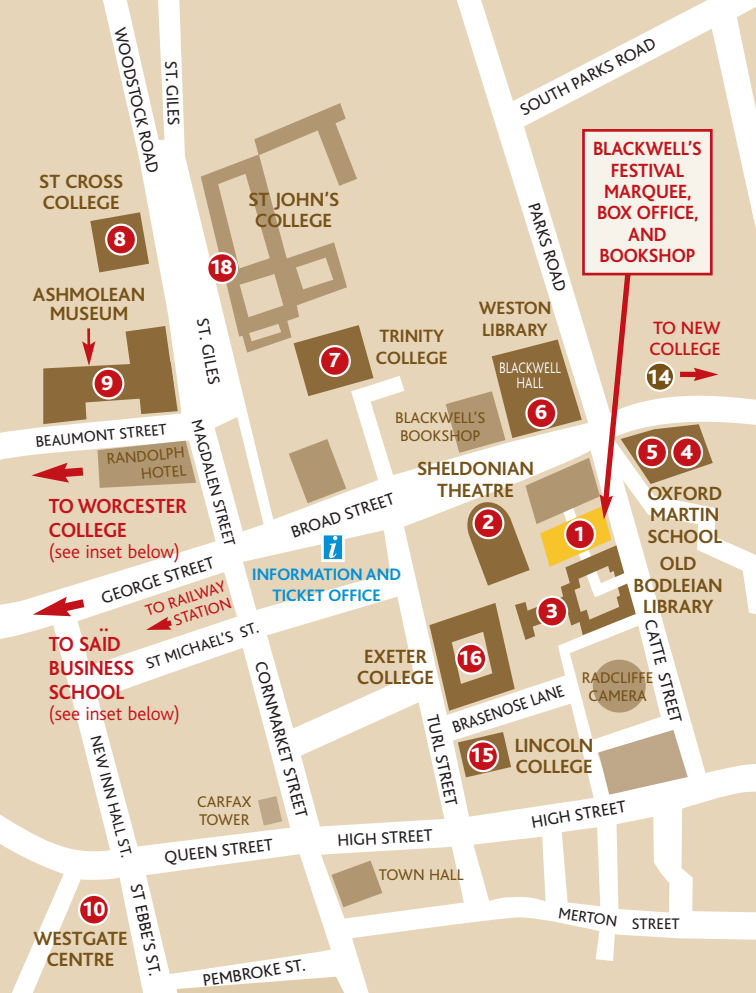 WOODSTOCK ROAD
ST. GILES
SOUTH PARKS ROAD
BLACKWELL'S
FESTIVAL
MARQUEE,
BOX OFFICE,
AND
BOOKSHOP
ST CROSS
COLLEGE
8
ST JOHN'S
COLLEGE
18
PARKS ROAD
ASHMOLEAN
MUSEUM
9
ST. GILES
TRINITY
COLLEGE
7
WESTON
LIBRARY
BLACKWELL
HALL
6
TO NEW
COLLEGE
14
BLACKWELL'S
BOOKSHOP
BEAUMONT STREET
RANDOLPH
HOTEL
MAGDALEN STREET
5
4
OXFORD
MARTIN
SCHOOL
SHELDONIAN
THEATRE
2
1
TO WORCESTER
COLLEGE
(see inset below)
BROAD STREET
i
INFORMATION AND
TICKET OFFICE
GEORGE STREET
TO RAILWAY
STATION
OLD
BODLEIAN
LIBRARY
3
TO SAÏD
BUSINESS
SCHOOL
(see inset below)
ST MICHAEL'S ST.
EXETER
COLLEGE
16
CATTE STREET
RADCLIFFE
CAMERA
CORNMARKET STREET
BRASENOSE LANE
TURL STREET
15
LINCOLN
COLLEGE
NEW INN HALL ST.
CARFAX
TOWER
QUEEN STREET
HIGH STREET
HIGH STREET
TOWN HALL
10
WESTGATE
CENTRE
ST EBBE'S ST.
MERTON STREET
PEMBROKE ST.